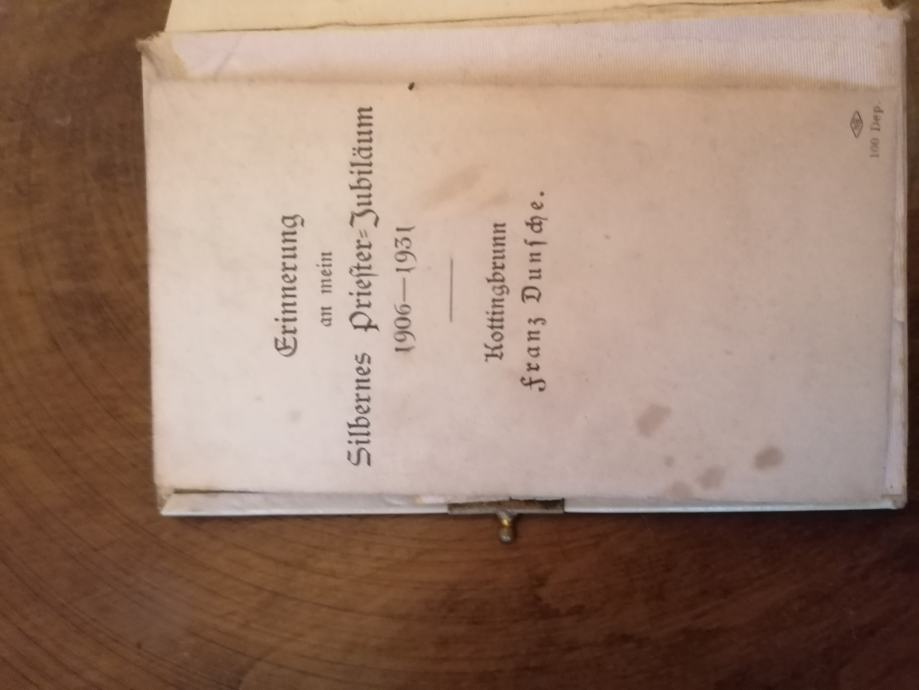 Erinnerung
an mein
Silbernes Priester=Jubiläum
1906—1931
Kottingbrunn
Franz Dunsche.
100 Dep.